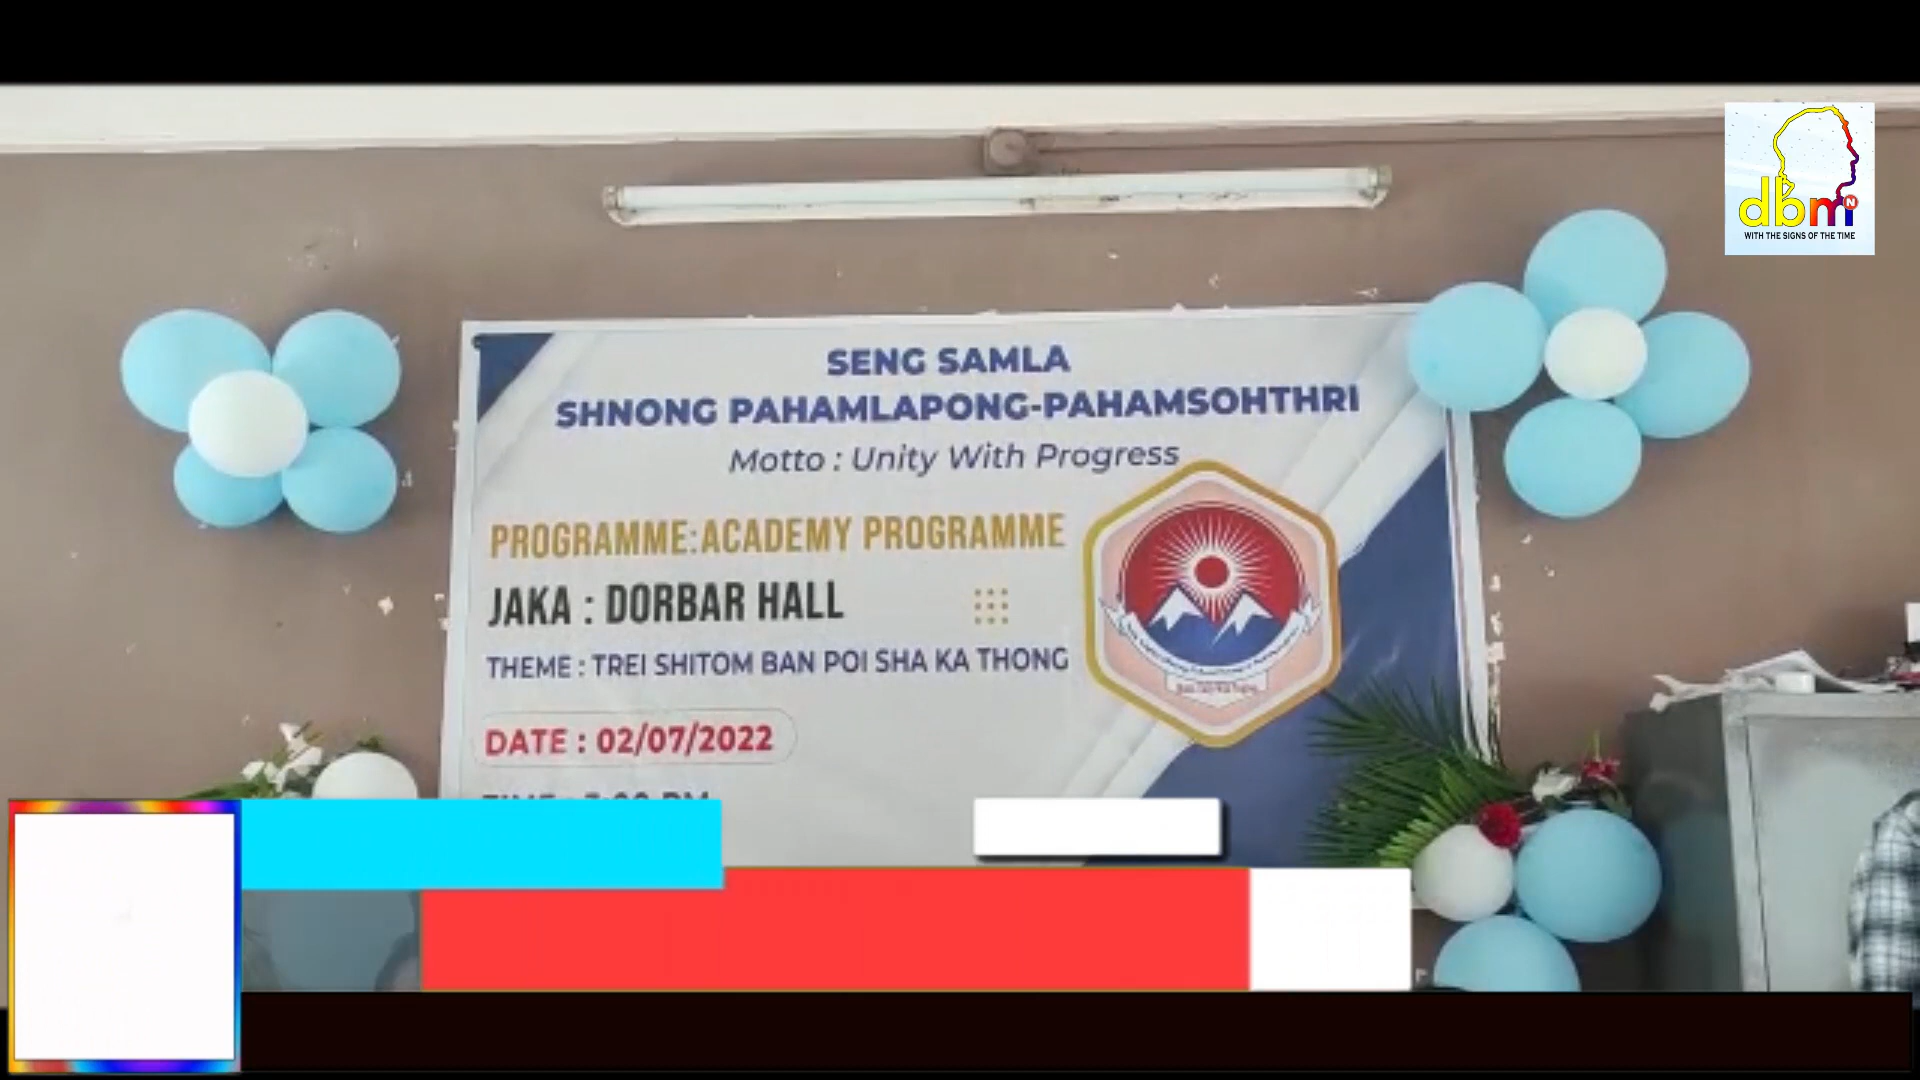 dbm N
WITH THE SIGNS OF THE TIME
SENG SAMLA
SHNONG PAHAMLAPONG-PAHAMSOHTHRI
Motto : Unity With Progress
PROGRAMME:ACADEMY PROGRAMME
JAKA : DORBAR HALL
THEME : TREI SHITOM BAN POI SHA KA THONG
DATE : 02/07/2022